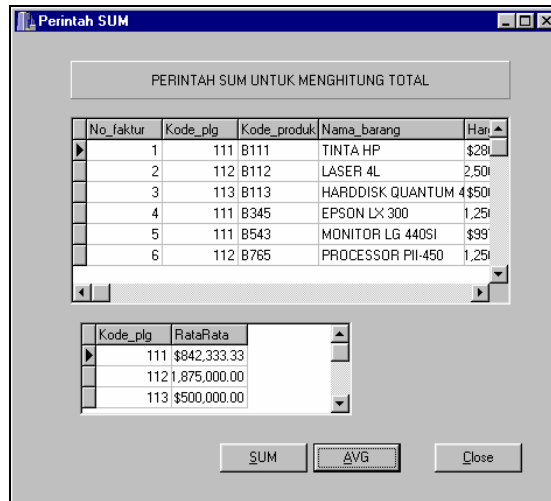 Perintah SUM
PERINTAH SUM UNTUK MENGHITUNG TOTAL
No_faktur Kode_plg Kode_produk Nama_barang
1 111 B111 TINTA HP
2 112 B112 LASER 4L
3 113 B113 HARDDISK QUANTUM 4
4 111 B345 EPSON LX 300
5 111 B543 MONITOR LG 440SI
6 112 B765 PROCESSOR PII-450
Kode_plg RataRata
111 $842,333.33
112 1,875,000.00
113 $500,000.00
SUM AVG Close